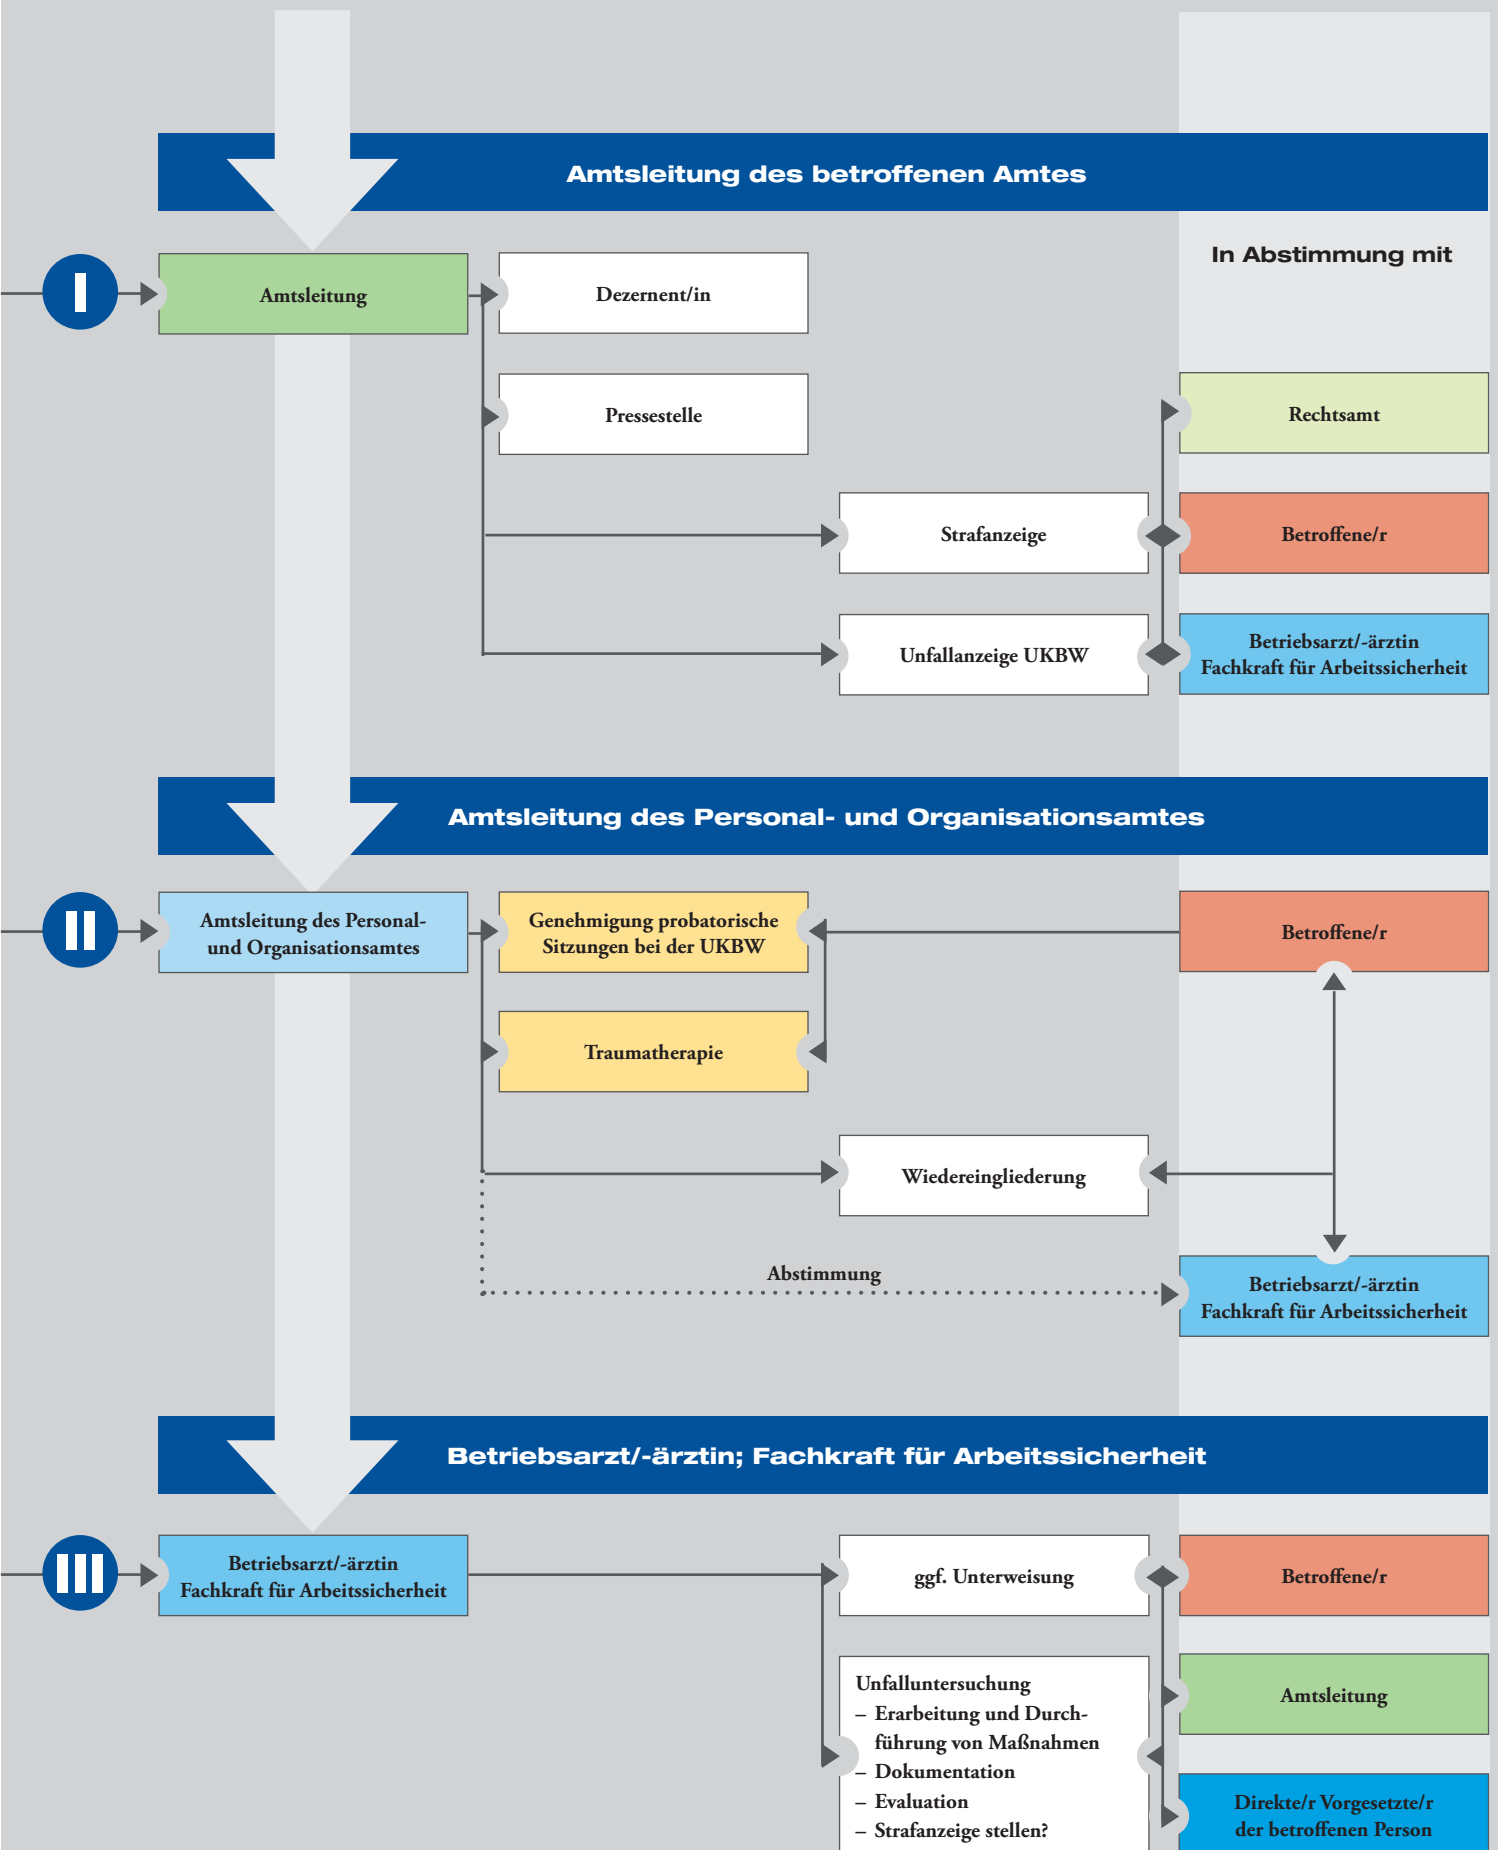 Amtsleitung des betroffenen Amtes
In Abstimmung mit
I
Amtsleitung
Dezernent/in
Pressestelle
Rechtsamt
Strafanzeige
Betroffene/r
Unfallanzeige UKBW
Betriebsarzt/-ärztin
Fachkraft für Arbeitssicherheit
Amtsleitung des Personal- und Organisationsamtes
II
Amtsleitung des Personal-
und Organisationsamtes
Genehmigung probatorische
Sitzungen bei der UKBW
Betroffene/r
Traumatherapie
Wiedereingliederung
Abstimmung
Betriebsarzt/-ärztin
Fachkraft für Arbeitssicherheit
Betriebsarzt/-ärztin; Fachkraft für Arbeitssicherheit
III
Betriebsarzt/-ärztin
Fachkraft für Arbeitssicherheit
ggf. Unterweisung
Betroffene/r
Unfalluntersuchung
– Erarbeitung und Durch-
führung von Maßnahmen
– Dokumentation
– Evaluation
– Strafanzeige stellen?
Amtsleitung
Direkte/r Vorgesetzte/r
der betroffenen Person